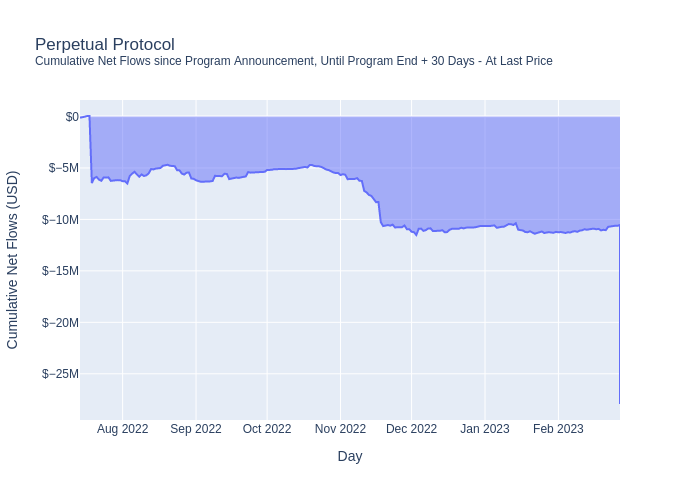 Perpetual Protocol
Cumulative Net Flows since Program Announcement, Until Program End + 30 Days - At Last Price
Cumulative Net Flows (USD)
$0
$−5M
$−10M
$−15M
$−20M
$−25M
Aug 2022
Sep 2022
Oct 2022
Nov 2022
Dec 2022
Jan 2023
Feb 2023
Day